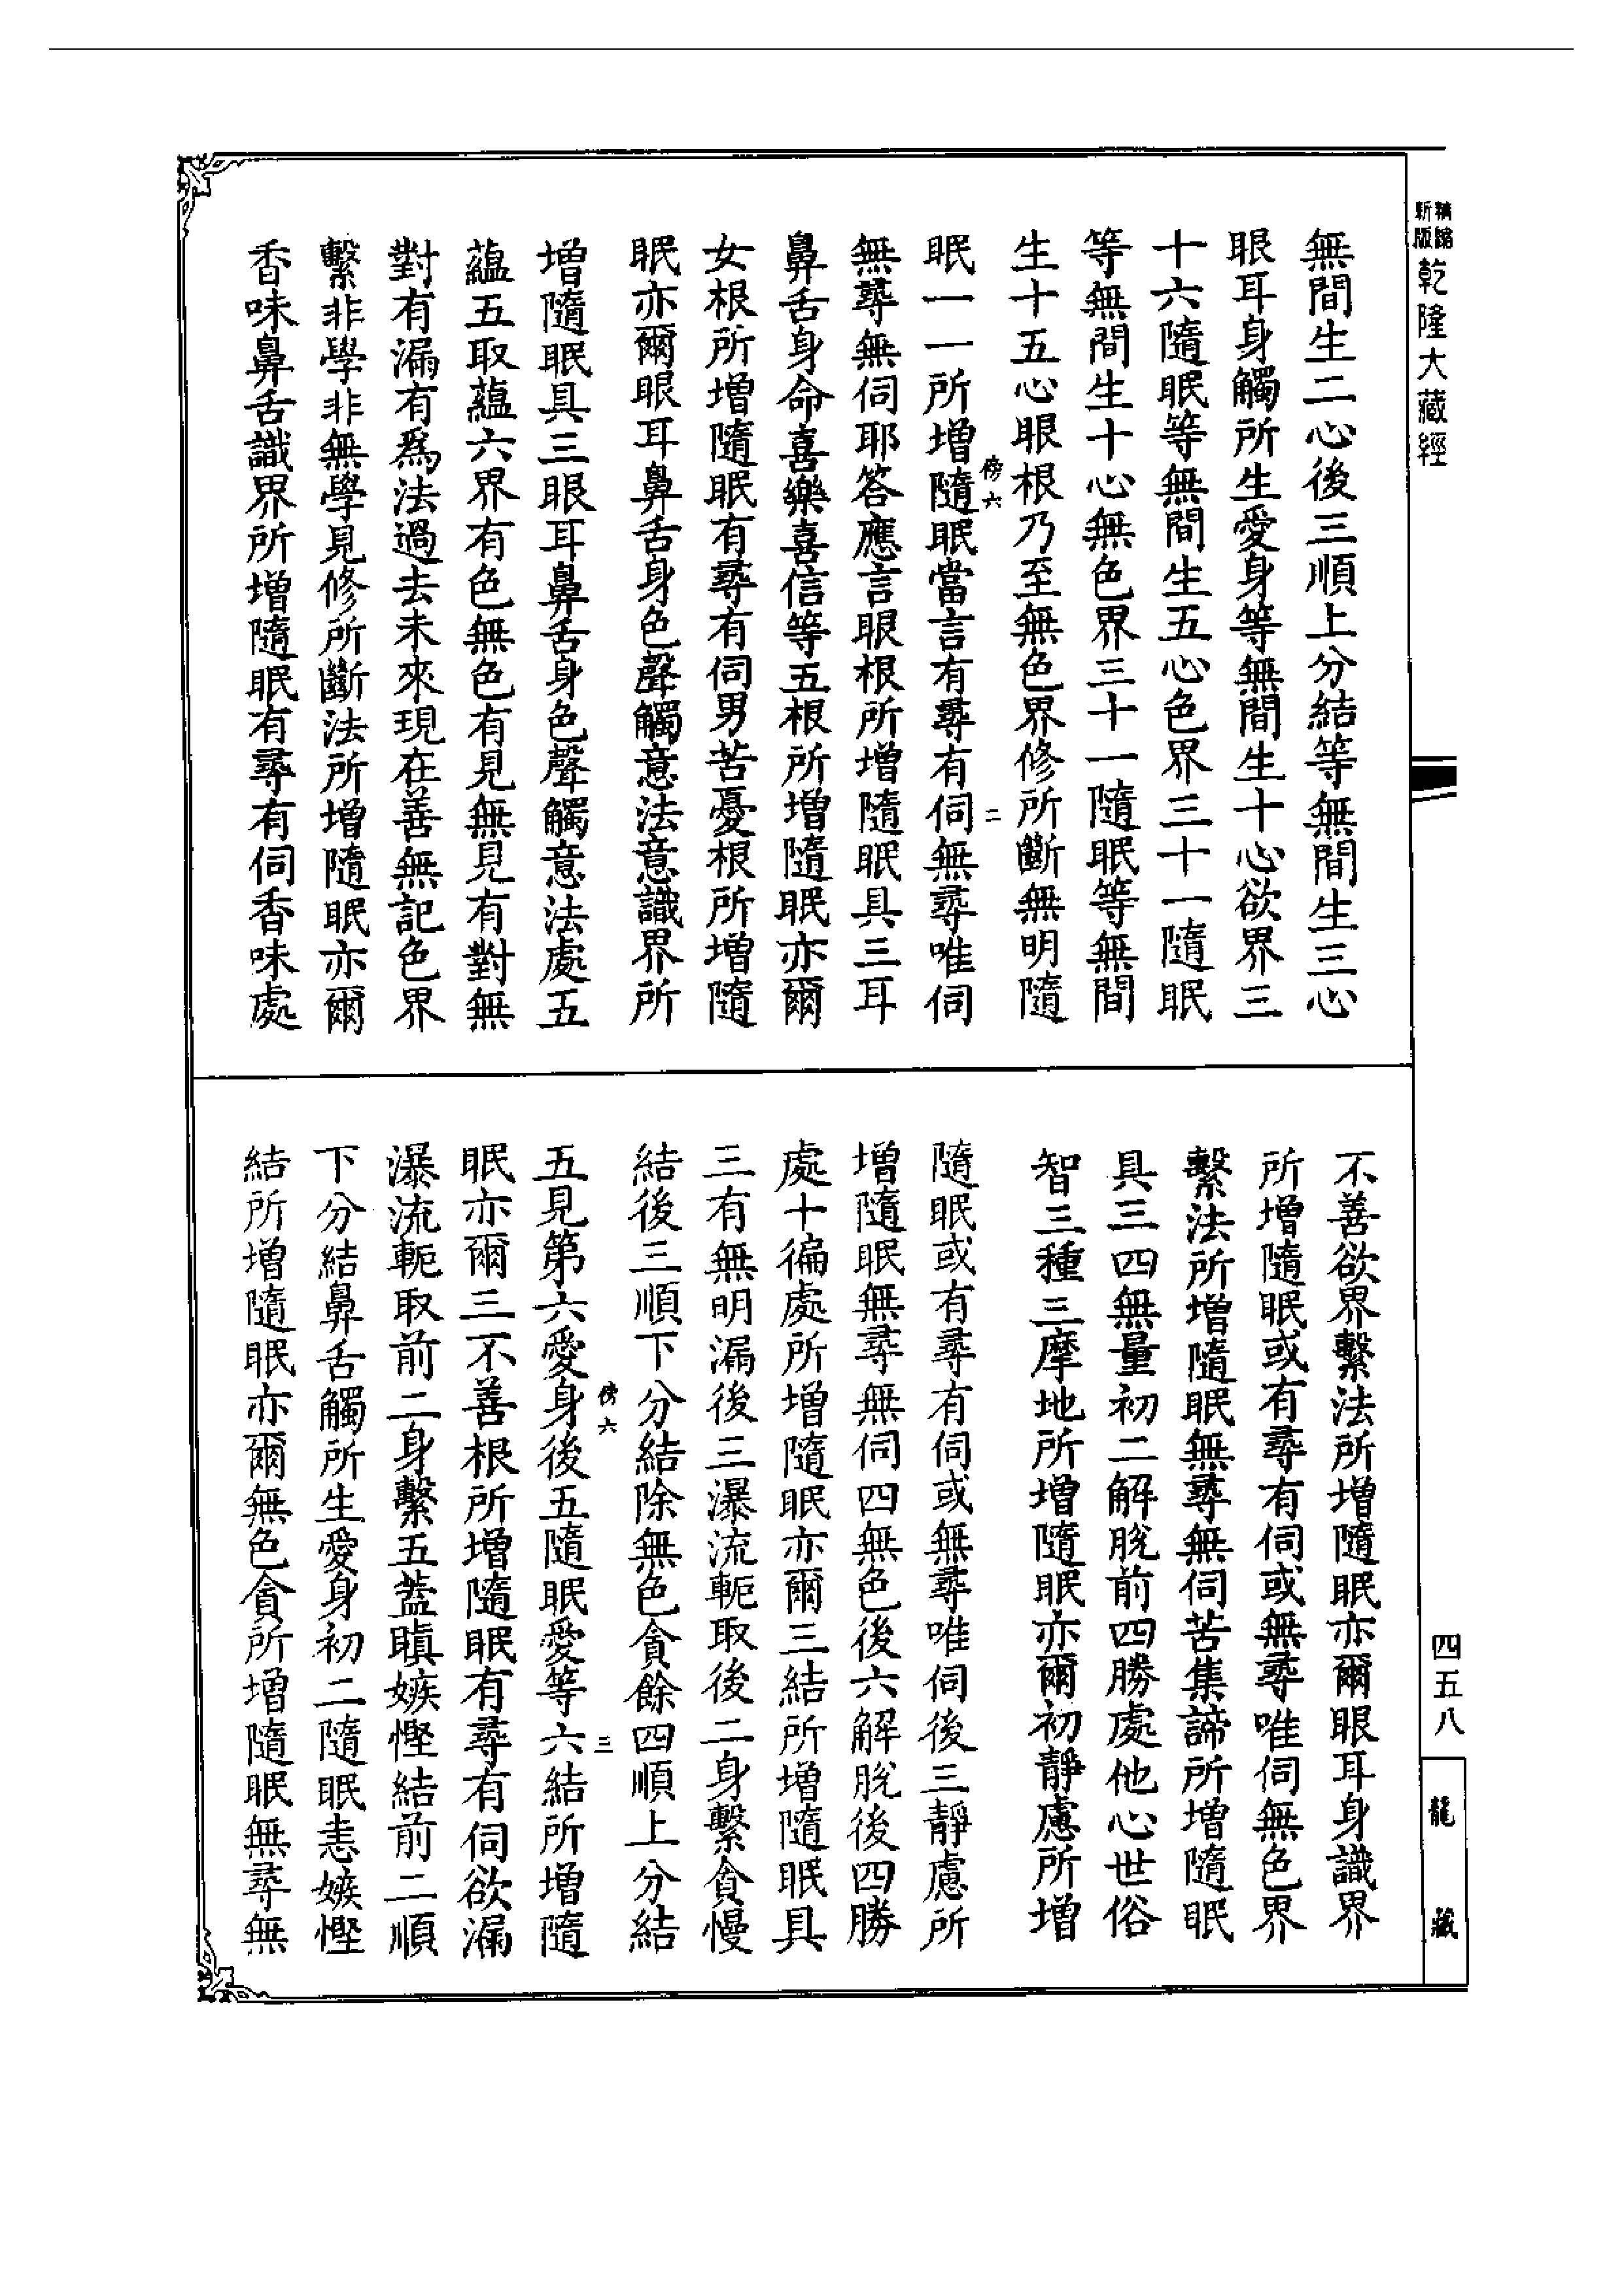 精縮
新版
乾隆大藏經
無間生二心後三順上分結等無間生三心
眼耳身觸所生愛身等無間生十心欲界三
十六隨眠等無間生五心色界三十一隨眠
等無間生十心無色界三十一隨眠等無間
生十五心眼根乃至無色界修所斷無明隨
傍六
二
眠一一所增隨眠當言有尋有伺無尋唯伺
無尋無伺耶答應言眼根所增隨眠具三耳
鼻舌身命喜樂喜信等五根所增隨眠亦爾
女根所增隨眠有尋有伺男苦憂根所增隨
眠亦爾眼耳鼻舌身色聲觸意法意識界所
增隨眠具三眼耳鼻舌身色聲觸意法處五
蘊五取蘊六界有色無色有見無見有對無
對有漏有爲法過去未來現在善無記色界
繫非學非無學見修所斷法所增隨眠亦爾
香味鼻舌識界所增隨眠有尋有伺香味處
不善欲界繫法所增隨眠亦爾眼耳身識界
所增隨眠或有尋有伺或無尋唯伺無色界
繫法所增隨眠無尋無伺苦集諦所增隨眠
具三四無量初二解脫前四勝處他心世俗
智三種三摩地所增隨眠亦爾初靜慮所增
隨眠或有尋有伺或無尋唯伺後三靜慮所
增隨眠無尋無伺四無色後六解脫後四勝
處十徧處所增隨眠亦爾三結所增隨眠具
三有無明漏後三瀑流軛取後二身繫貪慢
結後三順下分結除無色貪餘四順上分結
傍六
三
五見第六愛身後五隨眠愛等六結所增隨
眠亦爾三不善根所增隨眠有尋有伺欲漏
瀑流軛取前二身繫五蓋瞋嫉慳結前二順
下分結鼻舌觸所生愛身初二隨眠恚嫉慳
結所增隨眠亦爾無色貪所增隨眠無尋無
四五八
龍藏